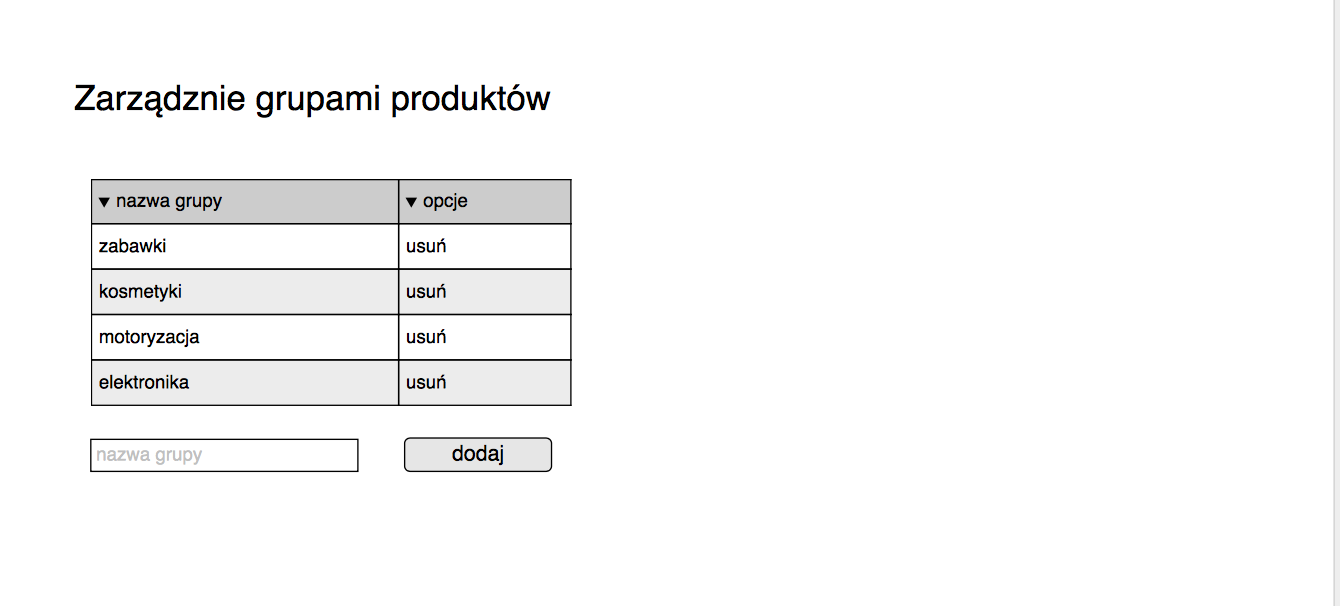 Zarządznie grupami produktów
▼ nazwa grupy ▼ opcje
zabawki usuń
kosmetyki usuń
motoryzacja usuń
elektronika usuń
nazwa grupy dodaj